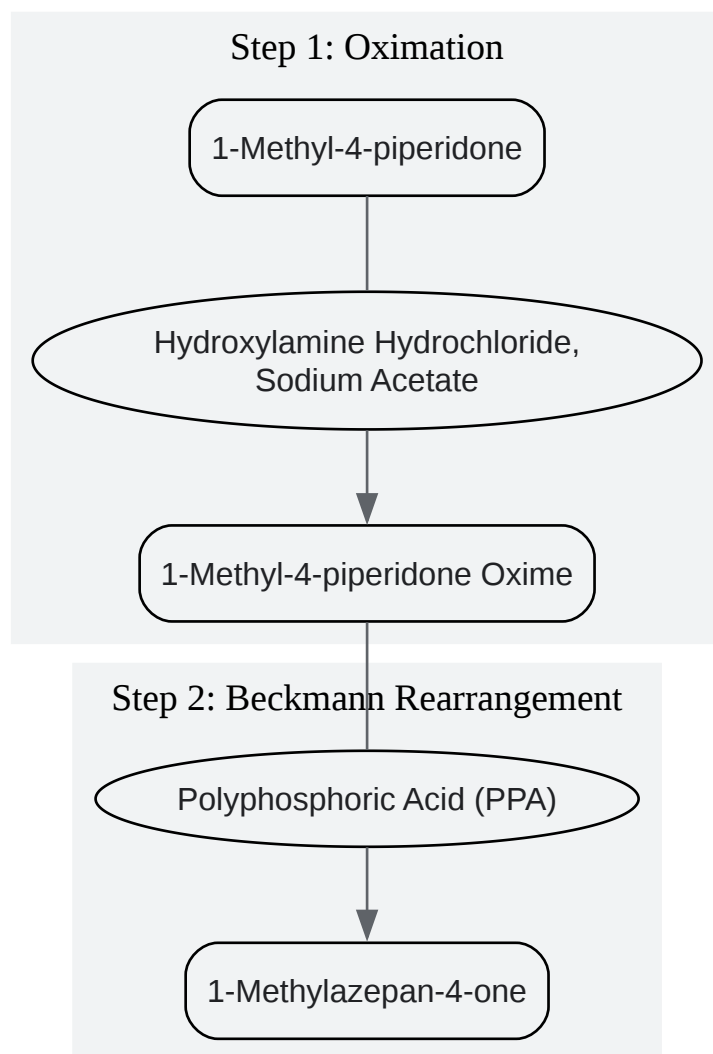 Step 1: Oximation
1-Methyl-4-piperidone
Hydroxylamine Hydrochloride,
Sodium Acetate
1-Methyl-4-piperidone Oxime
Step 2: Beckmann Rearrangement
Polyphosphoric Acid (PPA)
1-Methylazepan-4-one